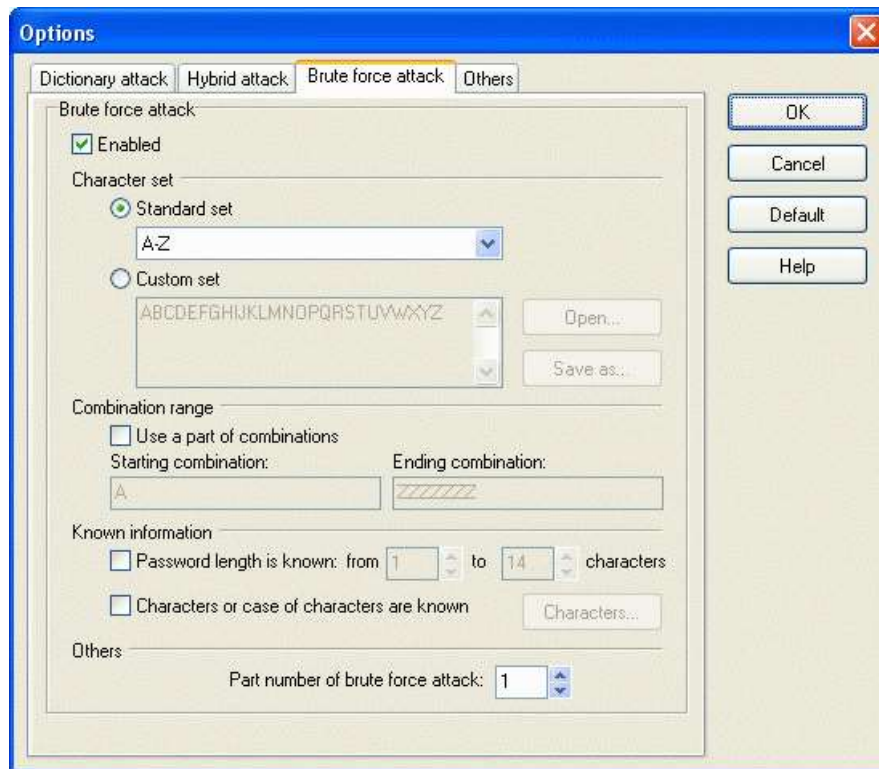 Options
Dictionary attack Hybrid attack Brute force attack Others
Brute force attack
Enabled
Character set
Standard set
A-Z
Custom set
ABCDEFGHIJKLMNOPQRSTUVWXYZ
Open...
Save as...
Combination range
Use a part of combinations
Starting combination: Ending combination:
A ZZZZZZZ
Known information
Password length is known: from 1 to 14 characters
Characters or case of characters are known Characters...
Others
Part number of brute force attack: 1
OK
Cancel
Default
Help